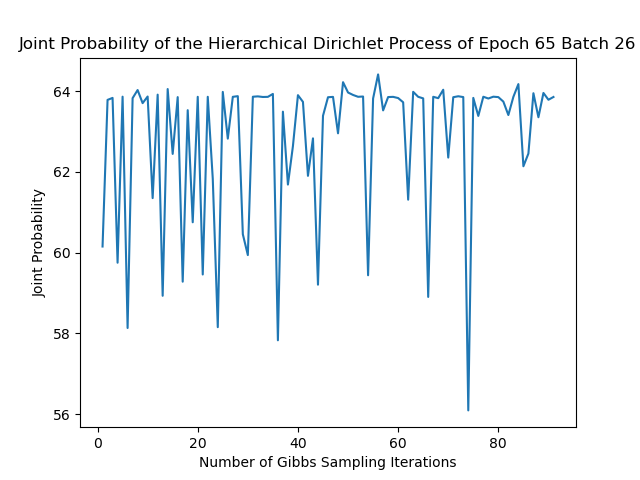 Joint Probability of the Hierarchical Dirichlet Process of Epoch 65 Batch 26
64
62
60
58
56
Joint Probability
0 20 40 60 80
Number of Gibbs Sampling Iterations